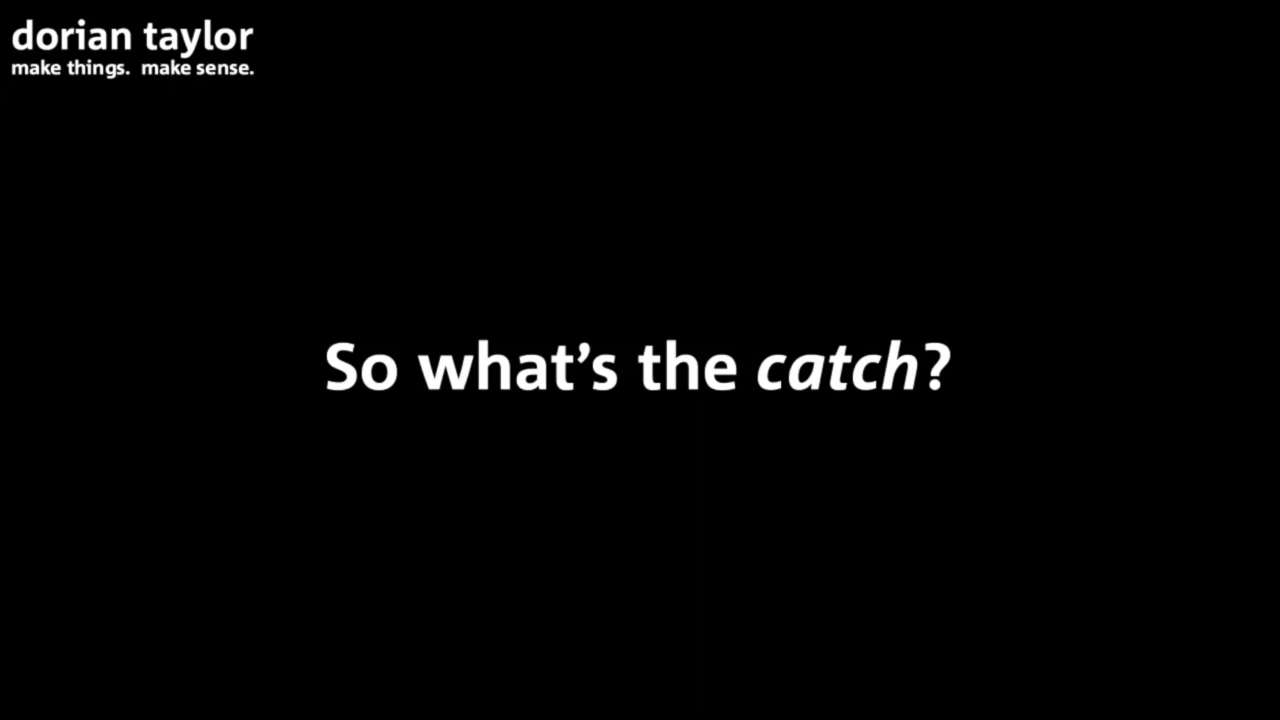 dorian taylor
make things. make sense.
So what’s the catch?